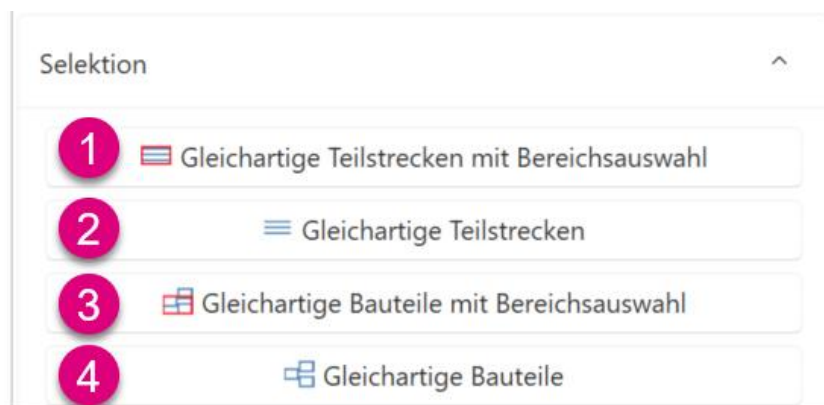 Selektion
1 Gleichartige Teilstrecken mit Bereichsauswahl
2 Gleichartige Teilstrecken
3 Gleichartige Bauteile mit Bereichsauswahl
4 Gleichartige Bauteile